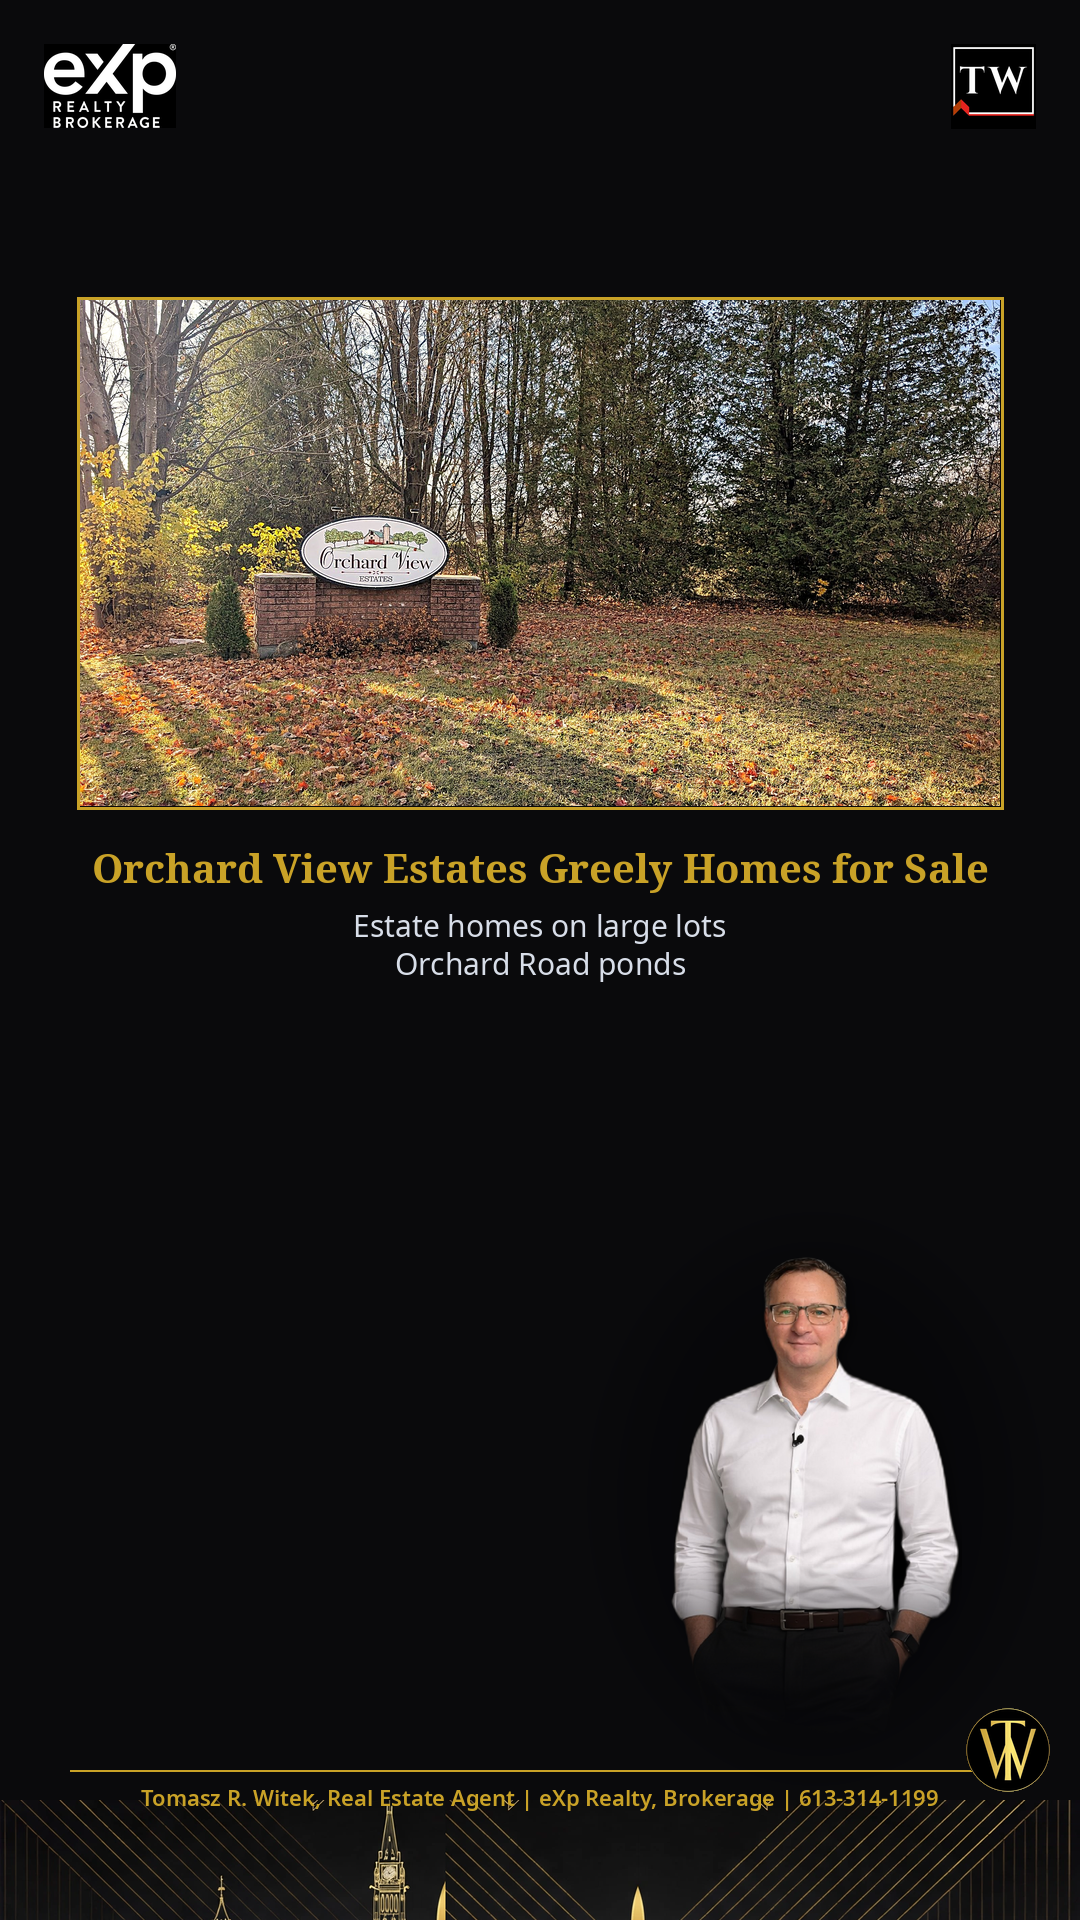 eXp®
REALTY
BROKERAGE
TW
Orchard View
ESTATES
Orchard View Estates Greely Homes for Sale
Estate homes on large lots
Orchard Road ponds
TW
Tomasz R. Witek, Real Estate Agent | eXp Realty, Brokerage | 613-314-1199